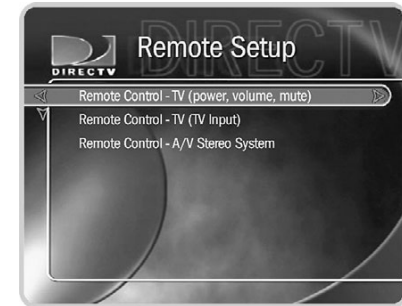 DIRECTV
Remote Setup
DIRECTV
Remote Control - TV (power, volume, mute)
Remote Control - TV (TV Input)
Remote Control - A/V Stereo System